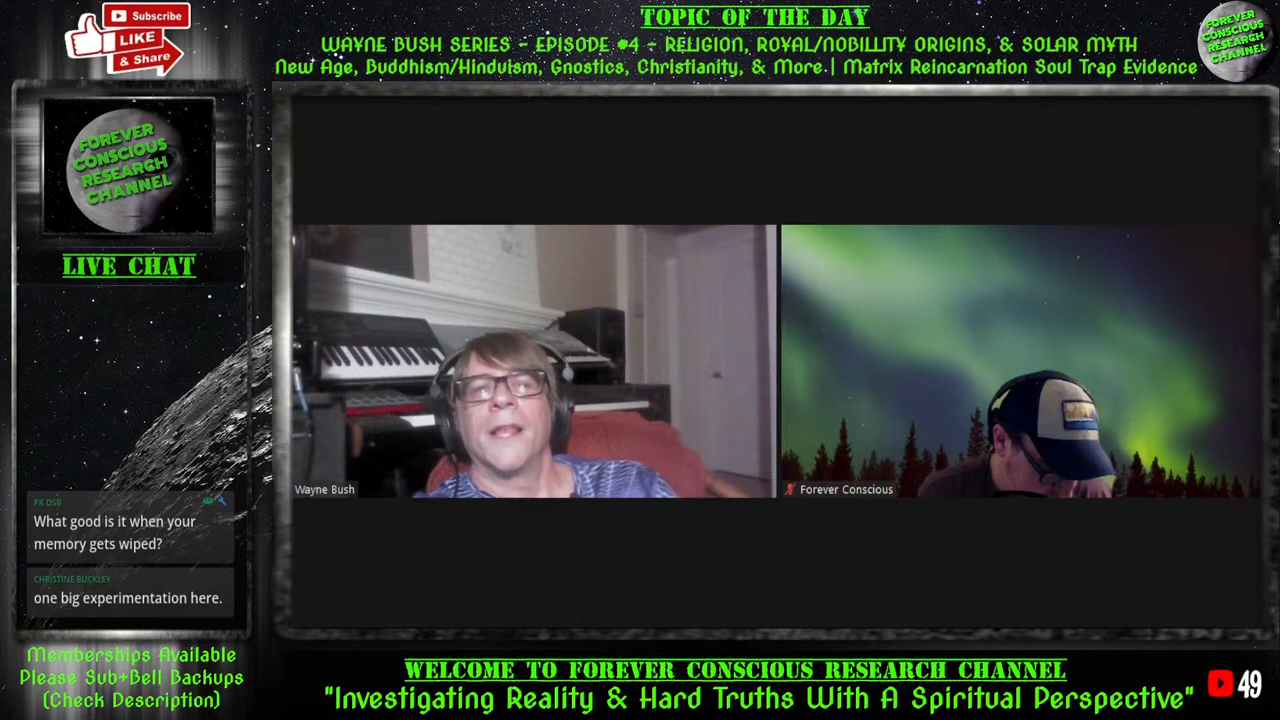 Subscribe
LIKE
& Share
TOPIC OF THE DAY
WAYNE BUSH SERIES - EPISODE #4 - RELIGION, ROYAL/NOBILLITY ORIGINS, & SOLAR MYTH
New Age, Buddhism/Hinduism, Gnostics, Christianity, & More.| Matrix Reincarnation Soul Trap Evidence
FOREVER
CONSCIOUS
RESEARCH
CHANNEL
FOREVER
CONSCIOUS
RESEARCH
CHANNEL
LIVE CHAT
PK OSB
What good is it when your
memory gets wiped?
CHRISTINE BUCKLEY
one big experimentation here.
Wayne Bush
Forever Conscious
Memberships Available
Please Sub+Bell Backups
(Check Description)
WELCOME TO FOREVER CONSCIOUS RESEARCH CHANNEL
"Investigating Reality & Hard Truths With A Spiritual Perspective"
49